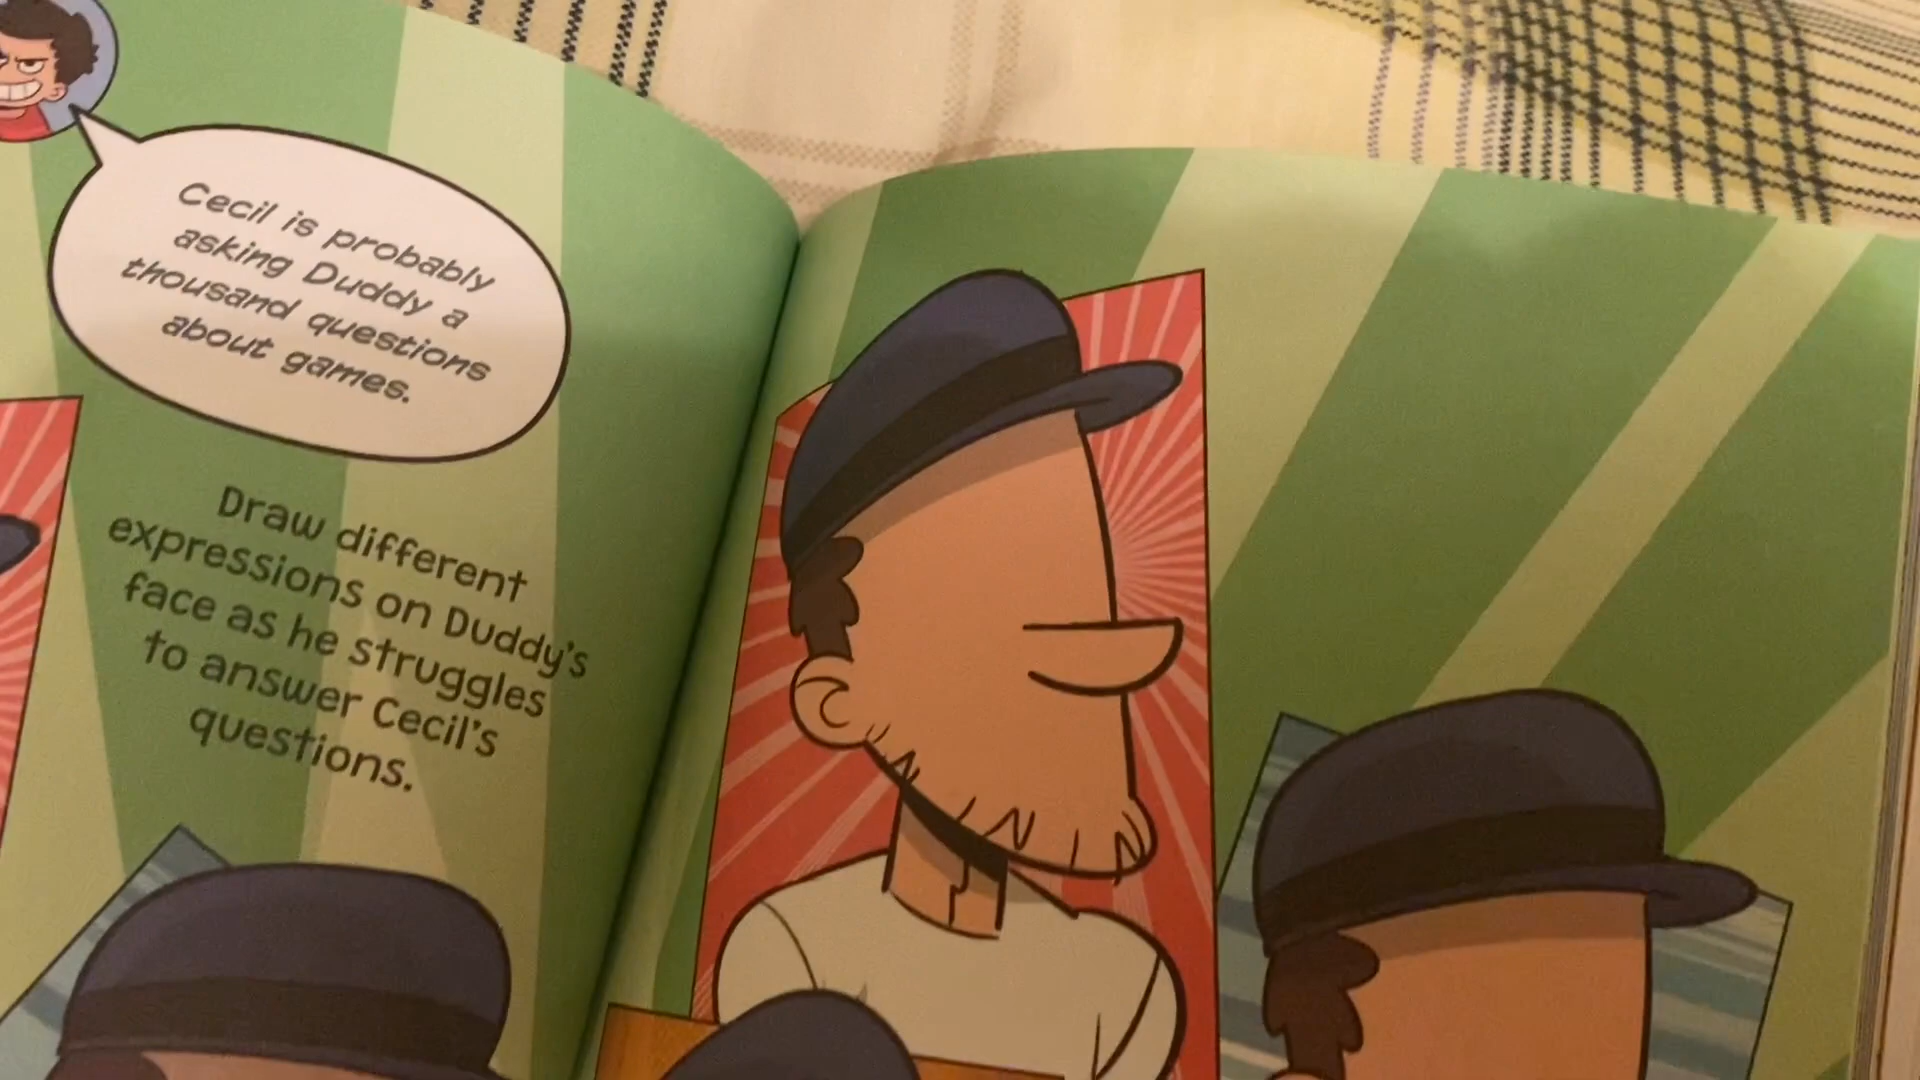 Cecil is probably
asking Duddy a
thousand questions
about games.
Draw different
expressions on Duddy's
face as he struggles
to answer Cecil's
questions.